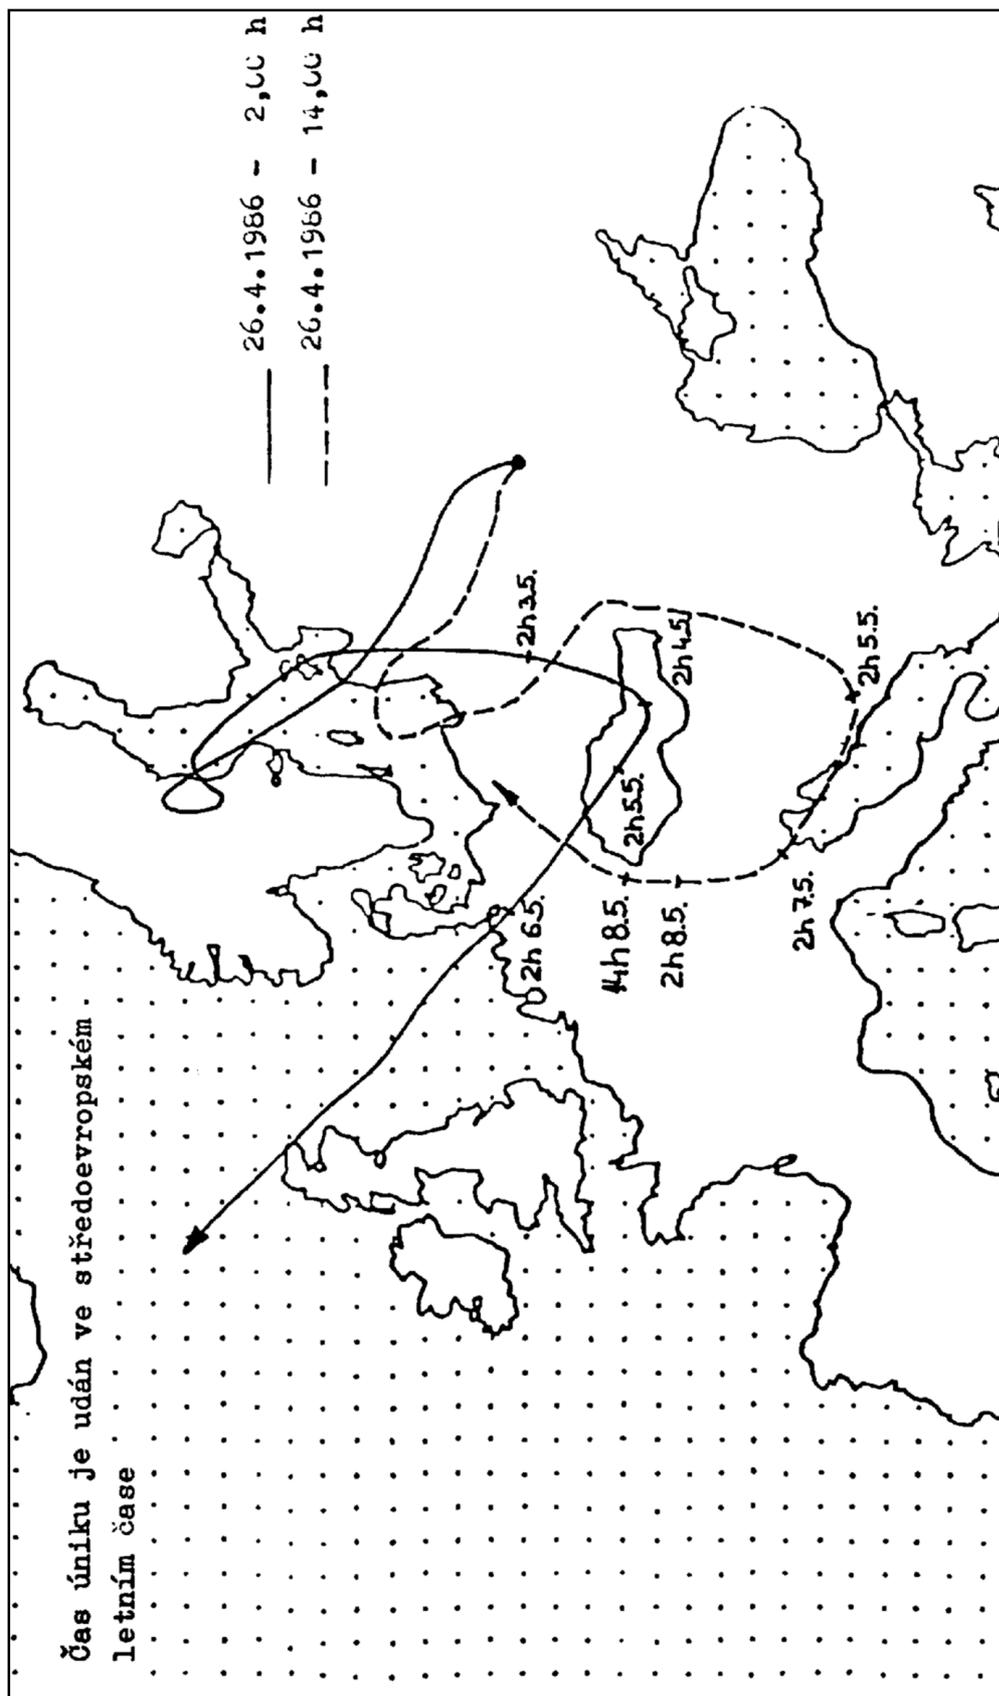 Čas úniku je udán ve středoevropském
letním čase
26.4.1986 - 2,00 h
26.4.1986 - 14,00 h
2h 3.5.
2h 4.5.
2h 5.5.
2h 5.5.
2h 6.5.
14h 8.5.
2h 8.5.
2h 7.5.